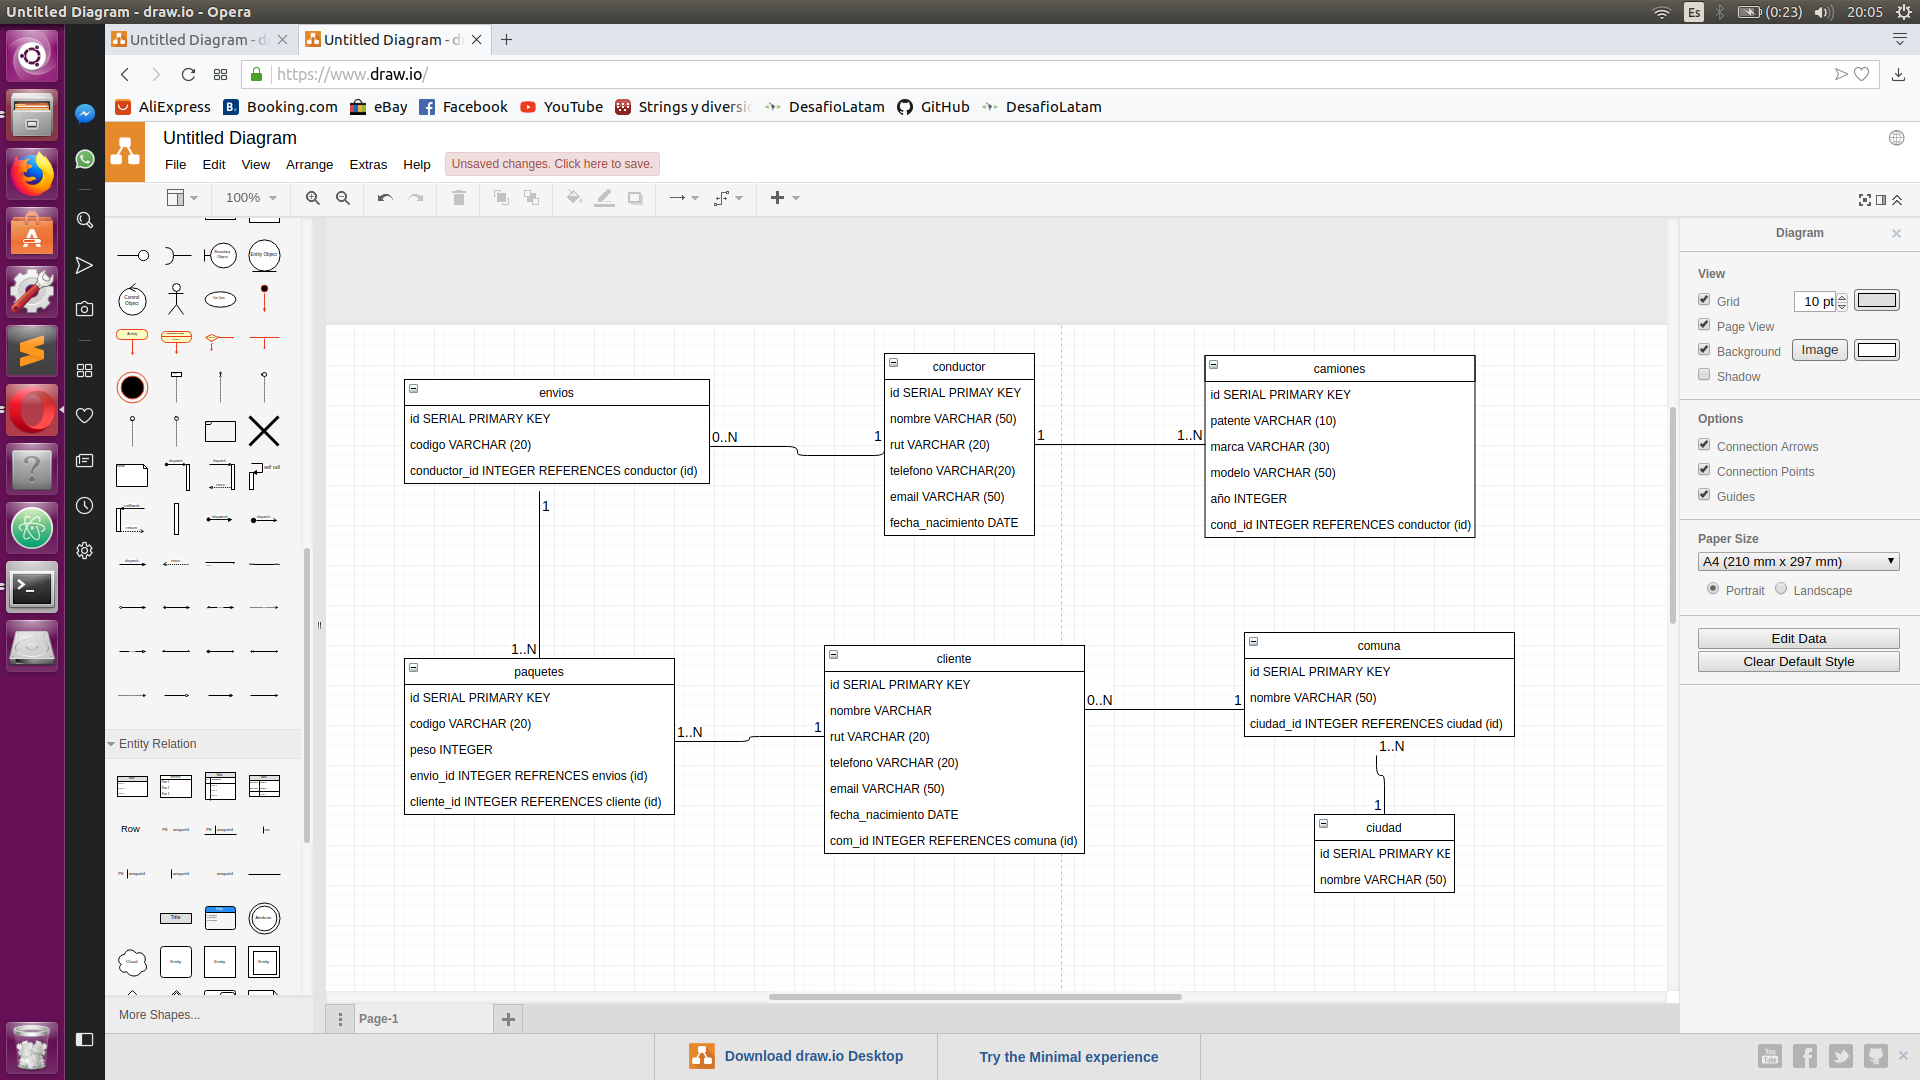 Untitled Diagram - draw.io - Opera
Es
(0:23)
20:05
Untitled Diagram - d
Untitled Diagram - d
https://www.draw.io/
AliExpress
Booking.com
eBay
Facebook
YouTube
Strings y diversi
DesafioLatam
GitHub
DesafioLatam
Untitled Diagram
File
Edit
View
Arrange
Extras
Help
Unsaved changes. Click here to save.
100%
Entity Relation
Row
Title
More Shapes...
envios
id SERIAL PRIMARY KEY
codigo VARCHAR (20)
conductor_id INTEGER REFERENCES conductor (id)
0..N
1
conductor
id SERIAL PRIMAY KEY
nombre VARCHAR (50)
rut VARCHAR (20)
telefono VARCHAR(20)
email VARCHAR (50)
fecha_nacimiento DATE
1
1..N
camiones
id SERIAL PRIMARY KEY
patente VARCHAR (10)
marca VARCHAR (30)
modelo VARCHAR (50)
año INTEGER
cond_id INTEGER REFERENCES conductor (id)
1
1..N
paquetes
id SERIAL PRIMARY KEY
codigo VARCHAR (20)
peso INTEGER
envio_id INTEGER REFRENCES envios (id)
cliente_id INTEGER REFERENCES cliente (id)
1..N
1
cliente
id SERIAL PRIMARY KEY
nombre VARCHAR
rut VARCHAR (20)
telefono VARCHAR (20)
email VARCHAR (50)
fecha_nacimiento DATE
com_id INTEGER REFERENCES comuna (id)
0..N
1
comuna
id SERIAL PRIMARY KEY
nombre VARCHAR (50)
ciudad_id INTEGER REFERENCES ciudad (id)
1..N
1
ciudad
id SERIAL PRIMARY KE
nombre VARCHAR (50)
Page-1
Diagram
View
Grid
10 pt
Page View
Background
Image
Shadow
Options
Connection Arrows
Connection Points
Guides
Paper Size
A4 (210 mm x 297 mm)
Portrait
Landscape
Edit Data
Clear Default Style
Download draw.io Desktop
Try the Minimal experience